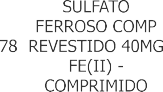 SULFATO
FERROSO COMP
78 REVESTIDO 40MG
FE(II) -
COMPRIMIDO